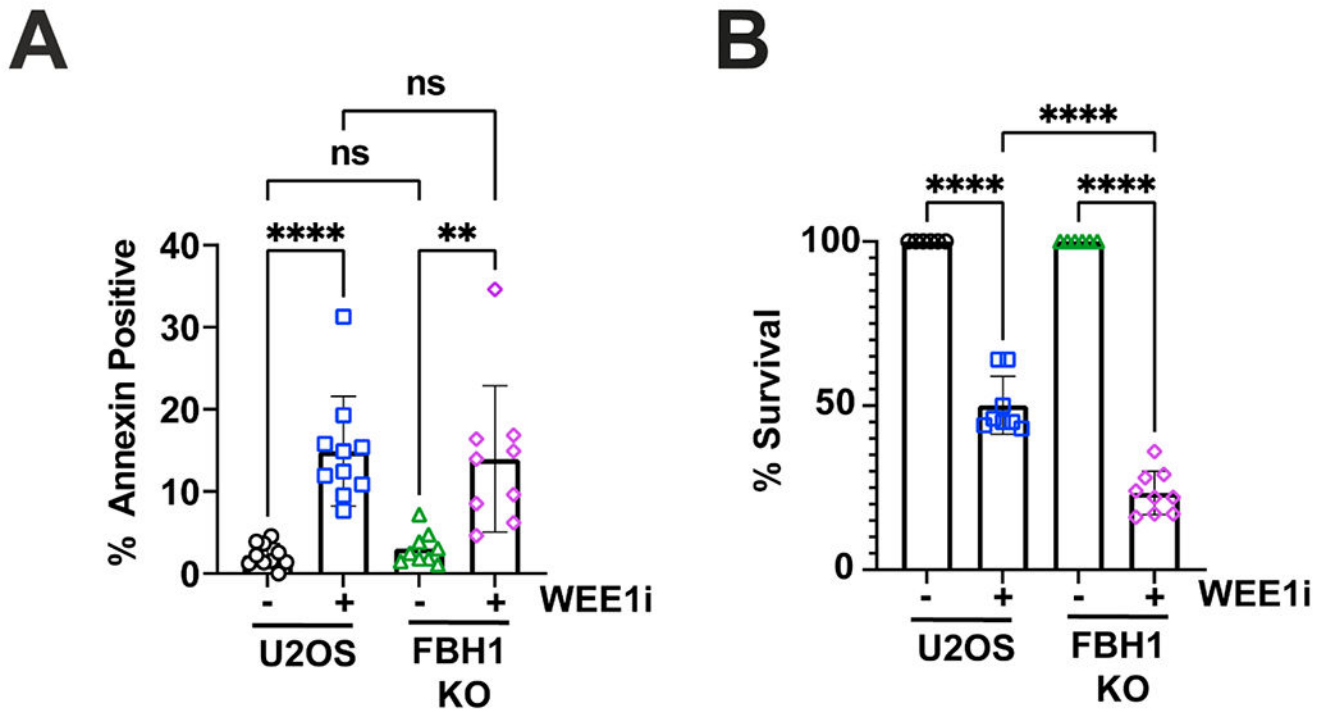 A
ns
ns
**** **
% Annexin Positive
40
30
20
10
0
- + - + WEE1i
U2OS FBH1
KO
B
****
**** ****
% Survival
100
50
0
- + - + WEE1i
U2OS FBH1
KO